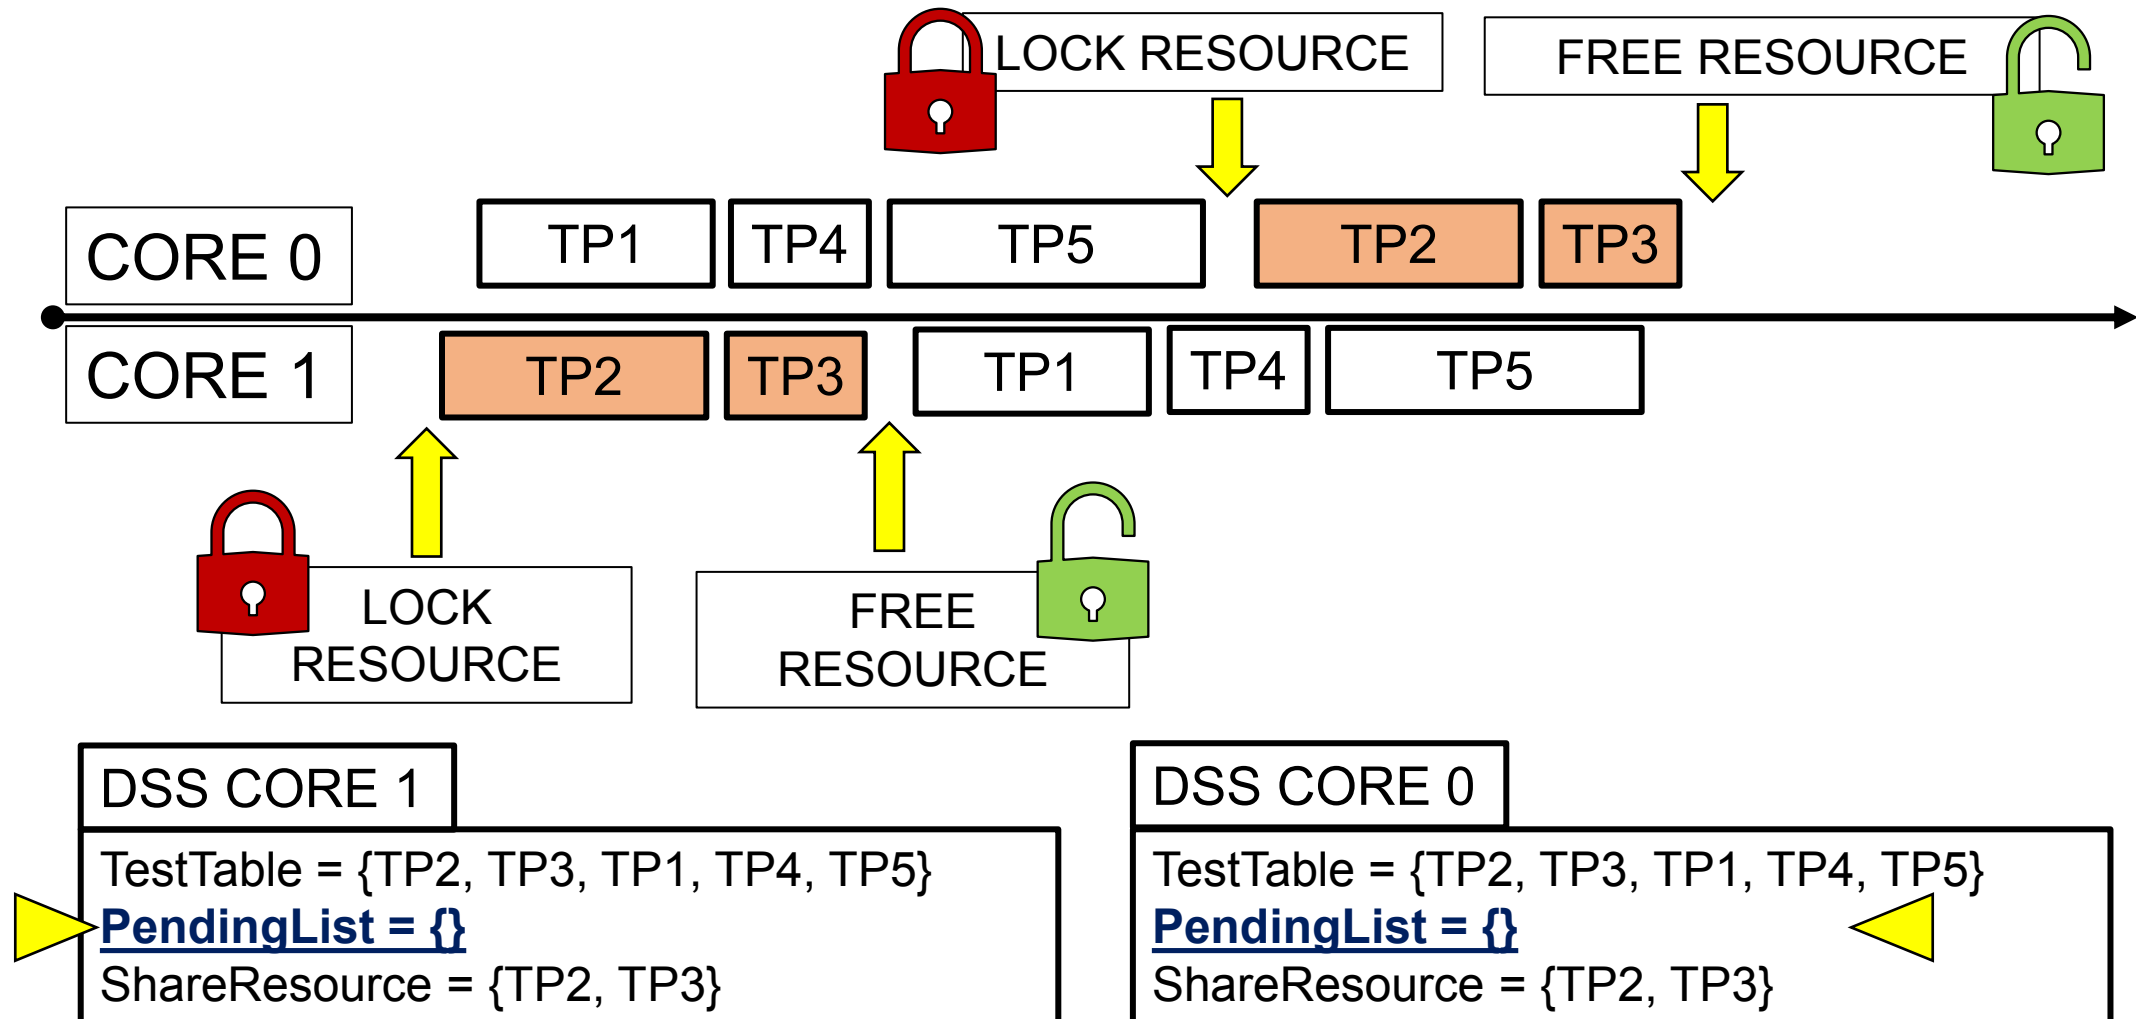 LOCK RESOURCE
FREE RESOURCE
CORE 0
TP1
TP4
TP5
TP2
TP3
CORE 1
TP2
TP3
TP1
TP4
TP5
LOCK
RESOURCE
FREE
RESOURCE
DSS CORE 1
TestTable = {TP2, TP3, TP1, TP4, TP5}
PendingList = {}
ShareResource = {TP2, TP3}
DSS CORE 0
TestTable = {TP2, TP3, TP1, TP4, TP5}
PendingList = {}
ShareResource = {TP2, TP3}